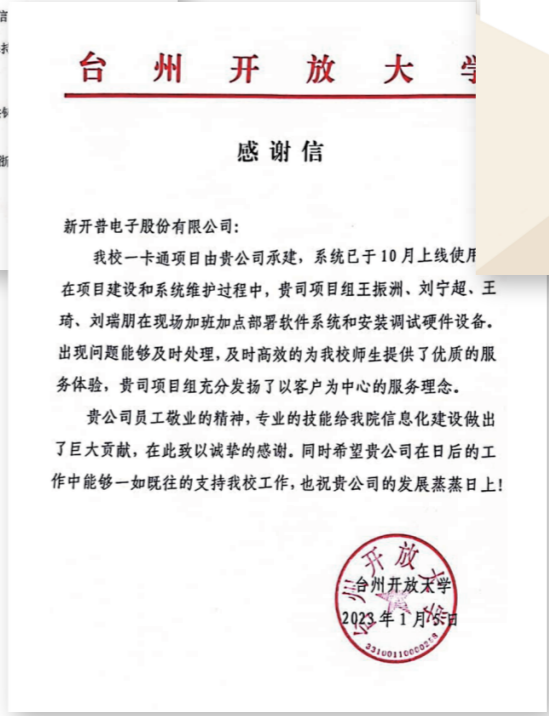 台州开放大学
感谢信
新开普电子股份有限公司：
我校一卡通项目由贵公司承建，系统已于10月上线使用
在项目建设和系统维护过程中，贵司项目组王振洲、刘宁超、王
琦、刘瑞朋在现场加班加点部署软件系统和安装调试硬件设备。
出现问题能够及时处理，及时高效的为我校师生提供了优质的服
务体验，贵司项目组充分发扬了以客户为中心的服务理念。
贵公司员工敬业的精神，专业的技能给我院信息化建设做出
了巨大贡献，在此致以诚挚的感谢。同时希望贵公司在日后的工
作中能够一如既往的支持我校工作，也祝贵公司的发展蒸蒸日上！
台州开放大学
台州开放大学
2023年1月5日